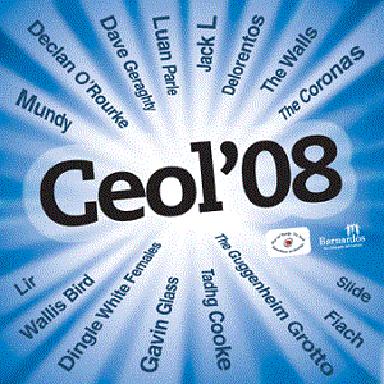 Mundy
Declan O'Rourke
Dave Geraghty
Luan Parle
Jack L
Delorentos
The Walls
The Coronas
Ceol'08
Barnardos
Lir
Wallis Bird
Dingle White Females
Gavin Glass
Tadhg Cooke
The Guggenheim Grotto
Fiach
Slide